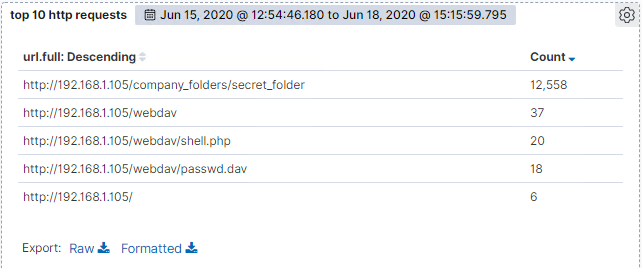 top 10 http requests Jun 15, 2020 @ 12:54:46.180 to Jun 18, 2020 @ 15:15:59.795
url.full: Descending Count
http://192.168.1.105/company_folders/secret_folder 12,558
http://192.168.1.105/webdav 37
http://192.168.1.105/webdav/shell.php 20
http://192.168.1.105/webdav/passwd.dav 18
http://192.168.1.105/ 6
Export: Raw Formatted